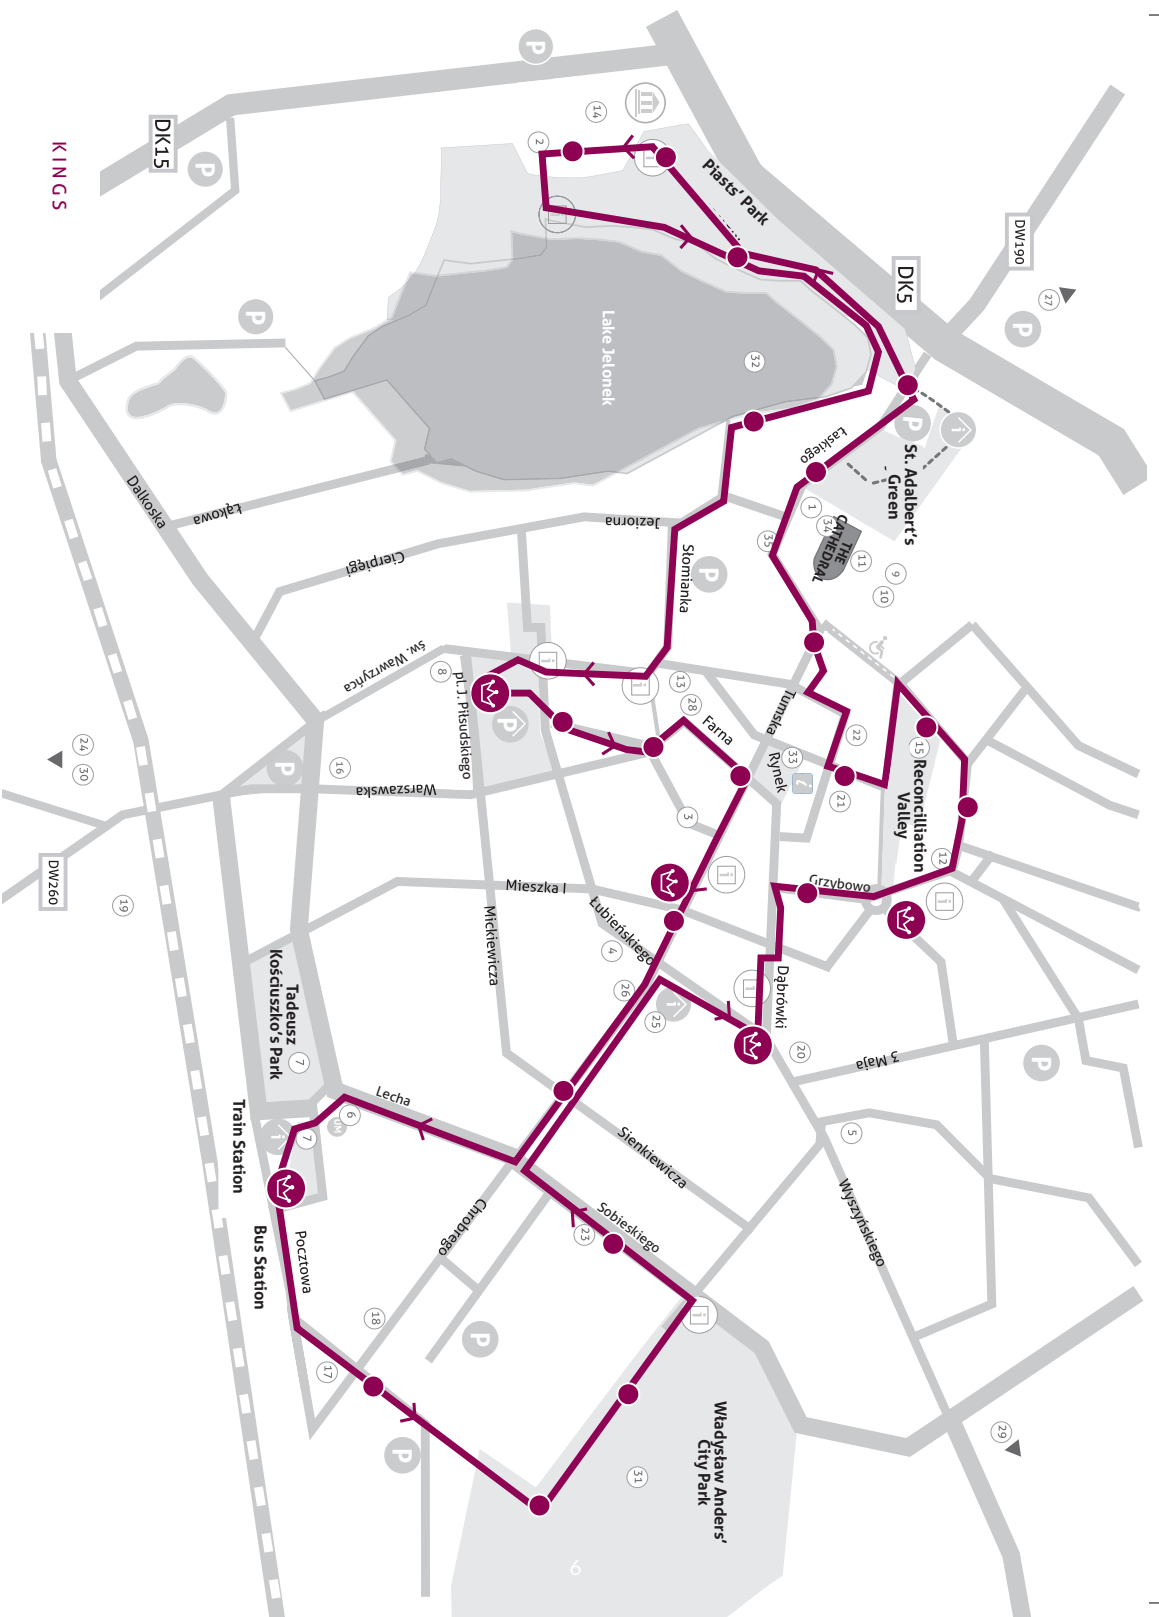 KINGS
DK15
P
P
P
14
2
i
i
Piasts' Park
DW190
DK5
27
P
P
Lake Jelonek
32
Łaskiego
P
i
St. Adalbert's
Green
1
34
THE
CATHEDRAL
35
11
9
10
Dalkoska
Łąkowa
Jeziorna
Cierpięgi
Słomianka
P
św. Wawrzyńca
8
pl. J. Piłsudskiego
i
i
13
28
Farna
P
Tumska
22
33
Rynek
i
21
15
Reconcilliation
Valley
12
24
30
P
16
Warszawska
3
i
Grzybowo
i
DW260
19
Mieszka I
Mickiewicza
Łubieńskiego
4
26
i
25
i
Dąbrówki
20
3 Maja
P
Tadeusz
Kościuszko's Park
7
Lecha
6
UM
7
i
Train Station
Sienkiewicza
5
Wyszyńskiego
Bus Station
Pocztowa
Chrobrego
Sobieskiego
23
i
18
17
P
P
Władysław Anders'
City Park
31
29
6